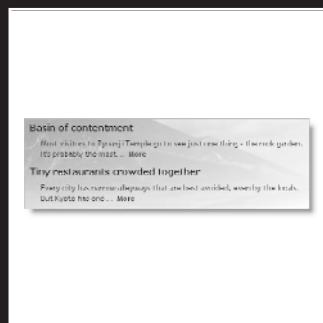 Basin of contentment
Most visitors to Ryoanji Temple go to see just one thing - the rock garden.
It's probably the most ... More
Tiny restaurants crowded together
Every city has narrow alleyways that are best avoided, even by the locals.
But Kyoto has one ... More